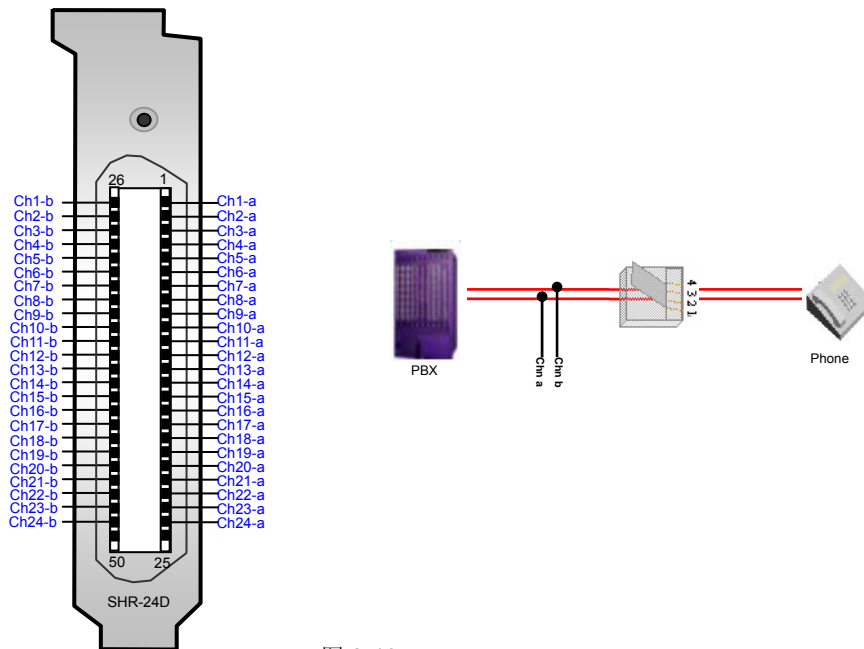 26 1
Ch1-b Ch1-a
Ch2-b Ch2-a
Ch3-b Ch3-a
Ch4-b Ch4-a
Ch5-b Ch5-a
Ch6-b Ch6-a
Ch7-b Ch7-a
Ch8-b Ch8-a
Ch9-b Ch9-a
Ch10-b Ch10-a
Ch11-b Ch11-a
Ch12-b Ch12-a
Ch13-b Ch13-a
Ch14-b Ch14-a
Ch15-b Ch15-a
Ch16-b Ch16-a
Ch17-b Ch17-a
Ch18-b Ch18-a
Ch19-b Ch19-a
Ch20-b Ch20-a
Ch21-b Ch21-a
Ch22-b Ch22-a
Ch23-b Ch23-a
Ch24-b Ch24-a
50 25
SHR-24D
PBX
Chn a
Chn b
4 3 2 1
Phone